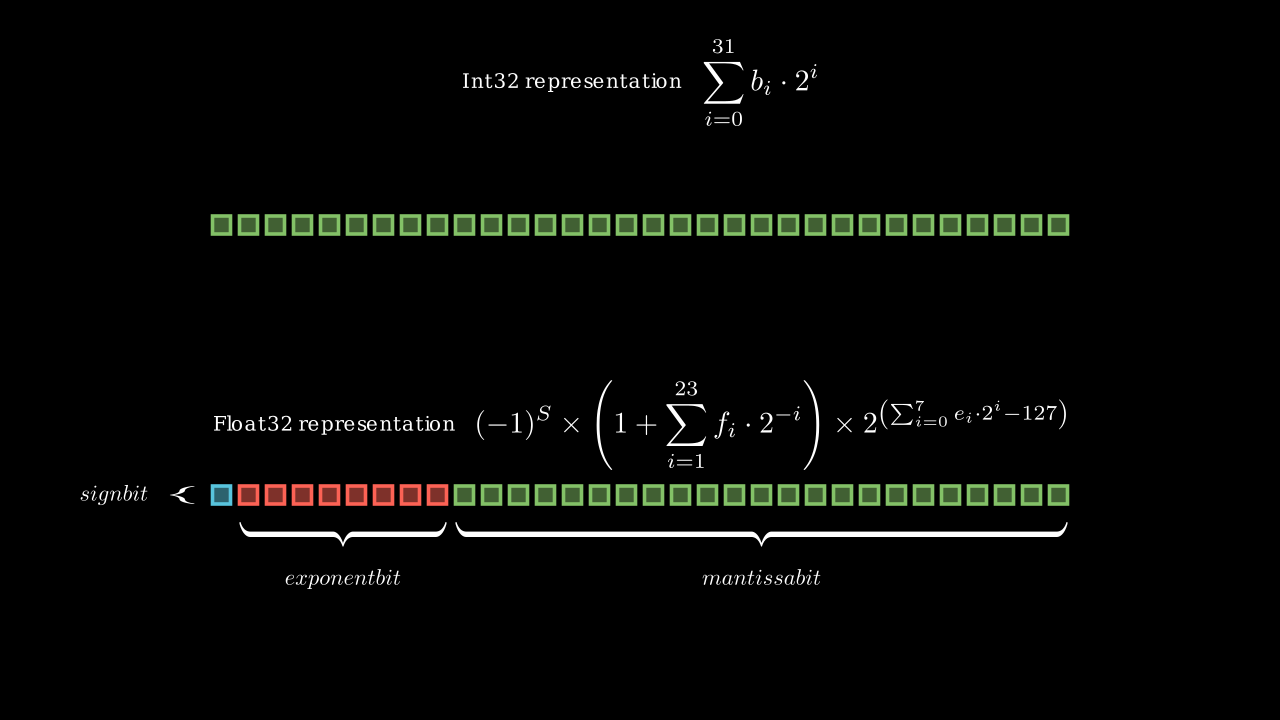 Int32 representation $\sum_{i=0}^{31} b_i \cdot 2^i$
Float32 representation $(-1)^S \times \left(1 + \sum_{i=1}^{23} f_i \cdot 2^{-i}\right) \times 2^{\left(\sum_{i=0}^{7} e_i \cdot 2^i - 127\right)}$
signbit
exponentbit
mantissabit